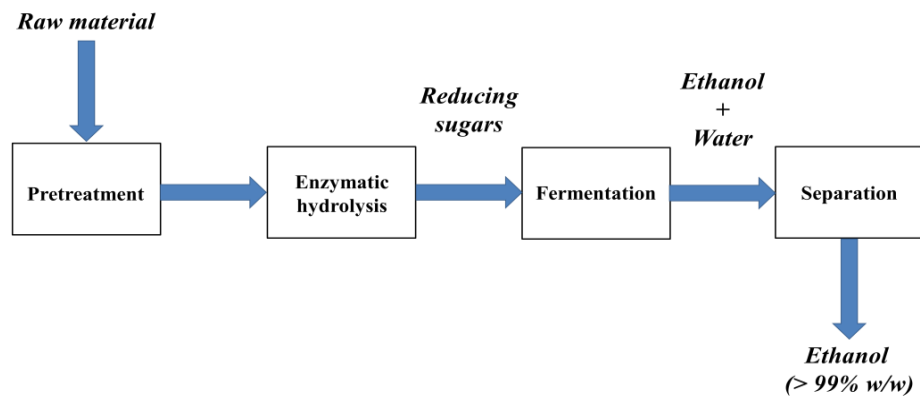 Raw material
Pretreatment
Enzymatic
hydrolysis
Reducing
sugars
Fermentation
Ethanol
+
Water
Separation
Ethanol
(> 99% w/w)